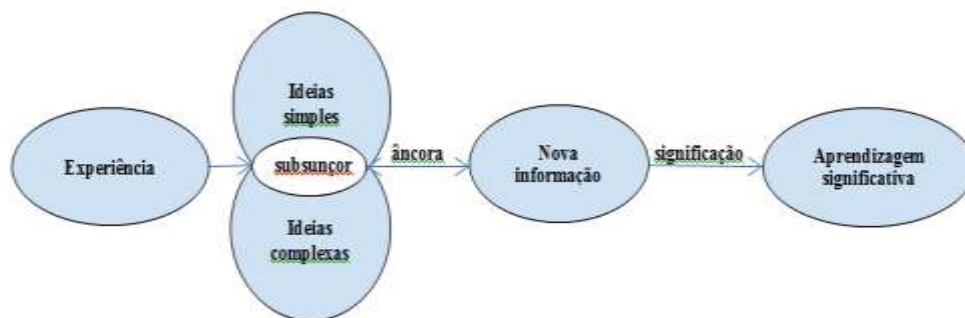 Experiência
Ideias
simples
subsunçor
Ideias
complexas
âncora
Nova
informação
significação
Aprendizagem
significativa